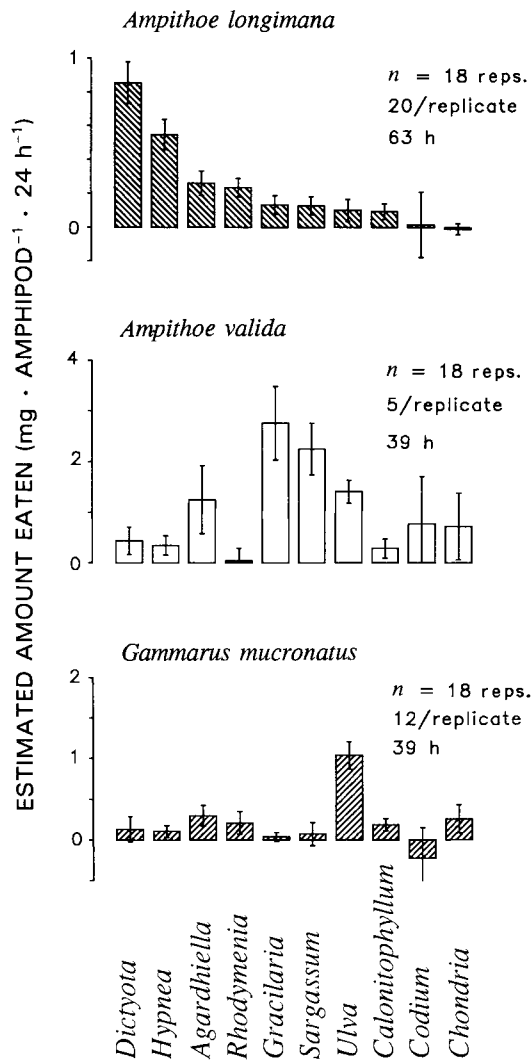 Ampithoe longimana
n = 18 reps.
20/replicate
63 h
1
0
Ampithoe valida
n = 18 reps.
5/replicate
39 h
4
2
0
Gammarus mucronatus
n = 18 reps.
12/replicate
39 h
2
1
0
ESTIMATED AMOUNT EATEN (mg · AMPHIPOD⁻¹ · 24 h⁻¹)
Dictyota
Hypnea
Agardhiella
Rhodymenia
Gracilaria
Sargassum
Ulva
Calonitophyllum
Codium
Chondria